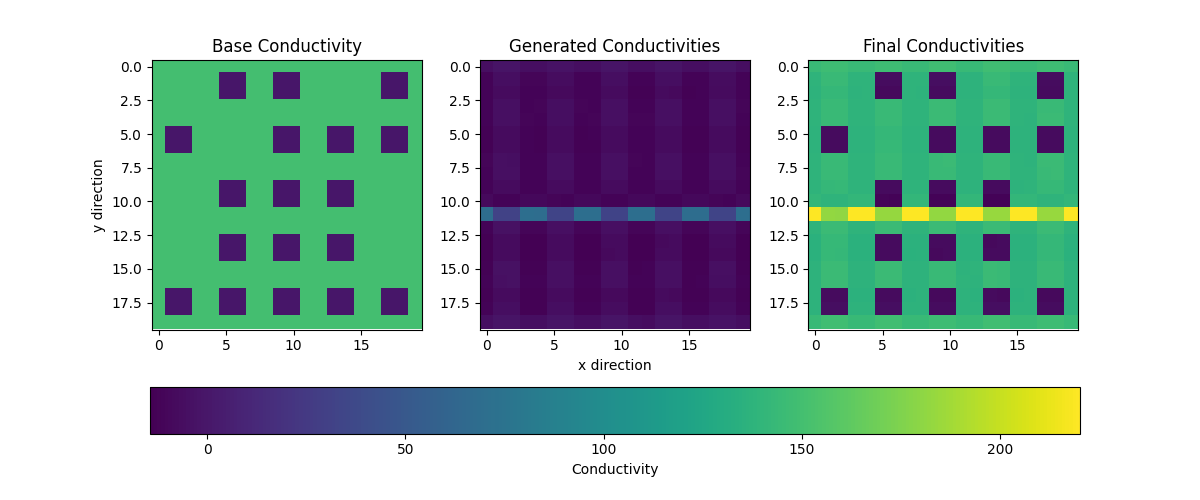 Base Conductivity
Generated Conductivities
Final Conductivities
y direction
0.0
2.5
5.0
7.5
10.0
12.5
15.0
17.5
0 5 10 15
0.0
2.5
5.0
7.5
10.0
12.5
15.0
17.5
0 5 10 15
x direction
0.0
2.5
5.0
7.5
10.0
12.5
15.0
17.5
0 5 10 15
0 50 100 150 200
Conductivity